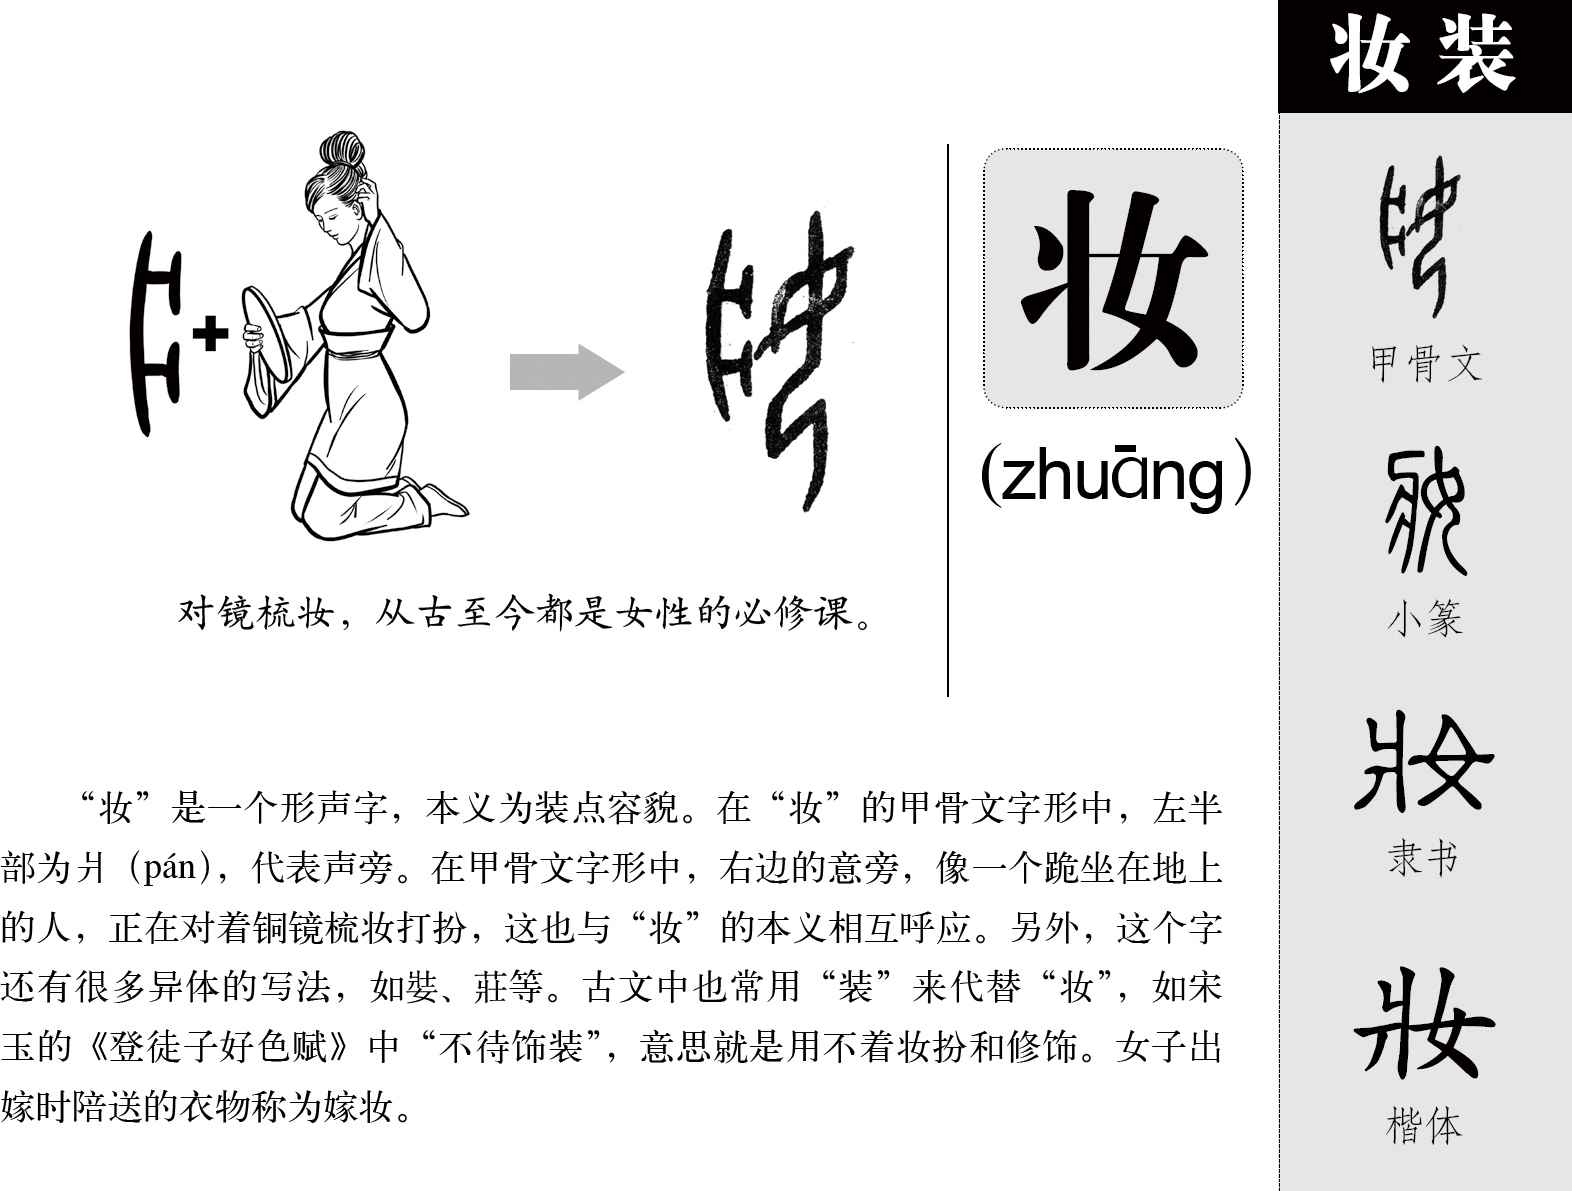 妆 装
妆
(zhuāng)
对镜梳妆，从古至今都是女性的必修课。
“妆”是一个形声字，本义为装点容貌。在“妆”的甲骨文字形中，左半
部为爿（pán），代表声旁。在甲骨文字形中，右边的意旁，像一个跪坐在地上
的人，正在对着铜镜梳妆打扮，这也与“妆”的本义相互呼应。另外，这个字
还有很多异体的写法，如娤、莊等。古文中也常用“装”来代替“妆”，如宋
玉的《登徒子好色赋》中“不待饰装”，意思就是用不着妆扮和修饰。女子出
嫁时陪送的衣物称为嫁妆。
甲骨文
小篆
隶书
妝
楷体